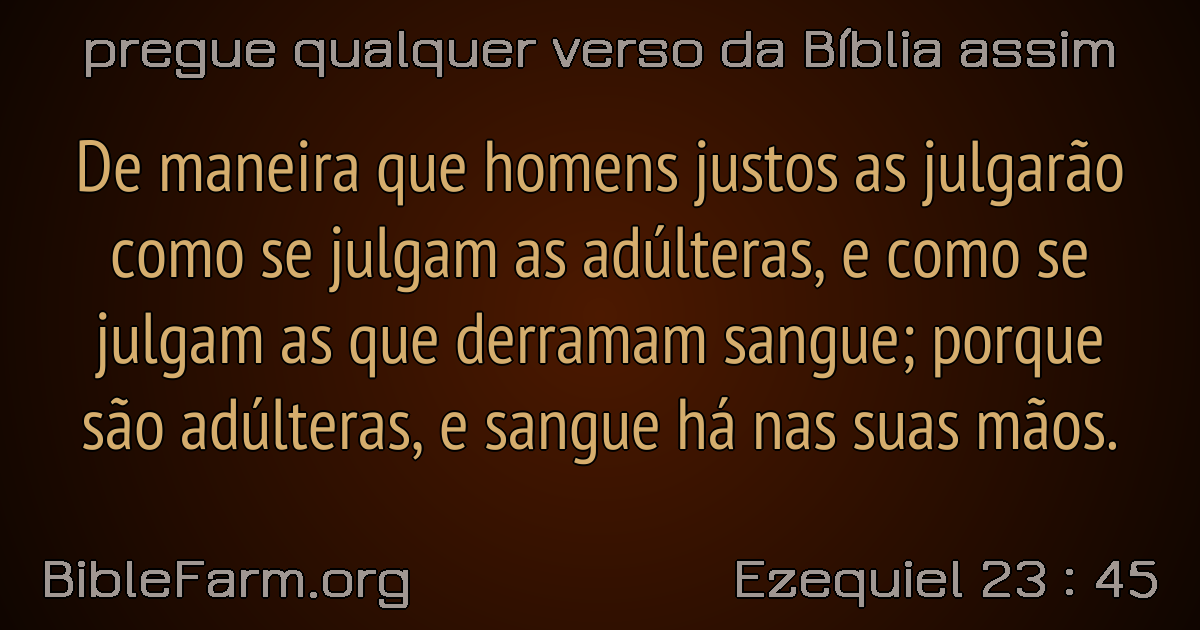 pregue qualquer verso da Bíblia assim
De maneira que homens justos as julgarão
como se julgam as adúlteras, e como se
julgam as que derramam sangue; porque
são adúlteras, e sangue há nas suas mãos.
BibleFarm.org
Ezequiel 23 : 45